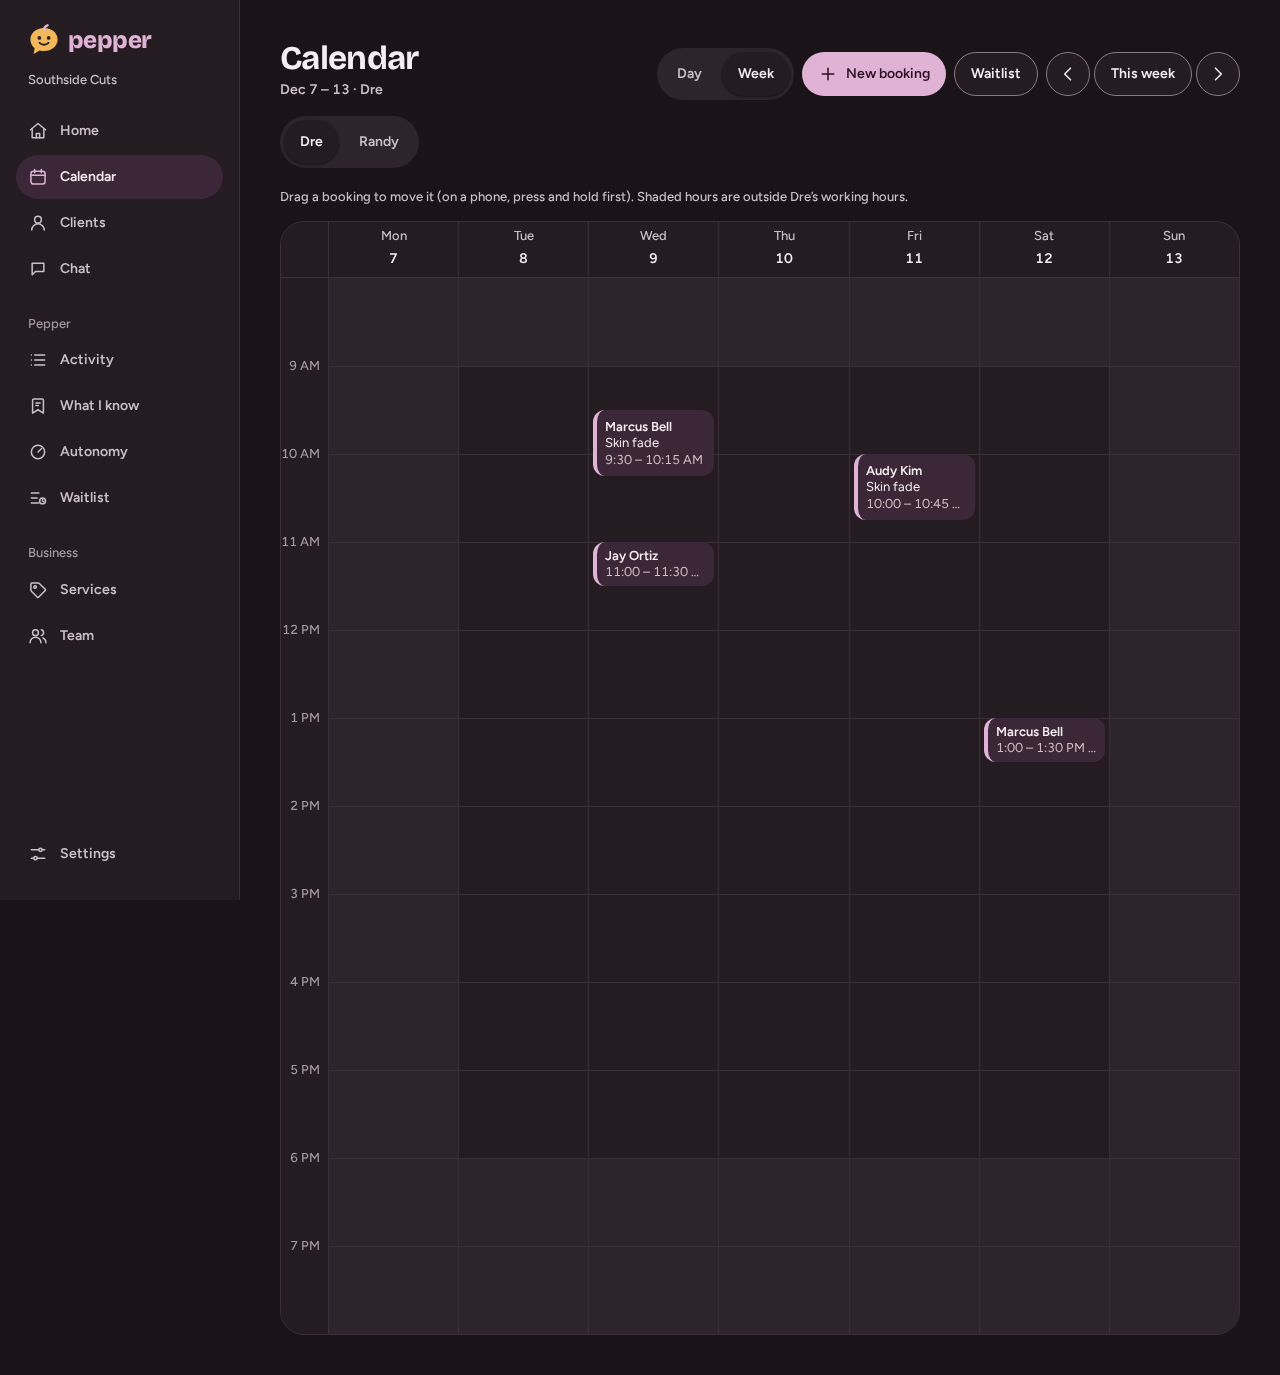 pepper
Southside Cuts
Home
Calendar
Clients
Chat
Pepper
Activity
What I know
Autonomy
Waitlist
Business
Services
Team
Settings
Calendar
Dec 7 – 13 · Dre
Day Week
New booking
Waitlist
This week
Dre Randy
Drag a booking to move it (on a phone, press and hold first). Shaded hours are outside Dre’s working hours.
Mon Tue Wed Thu Fri Sat Sun
7 8 9 10 11 12 13
9 AM
Marcus Bell
Skin fade
9:30 – 10:15 AM
10 AM
Audy Kim
Skin fade
10:00 – 10:45 ...
11 AM
Jay Ortiz
11:00 – 11:30 ...
12 PM
1 PM
Marcus Bell
1:00 – 1:30 PM ...
2 PM
3 PM
4 PM
5 PM
6 PM
7 PM